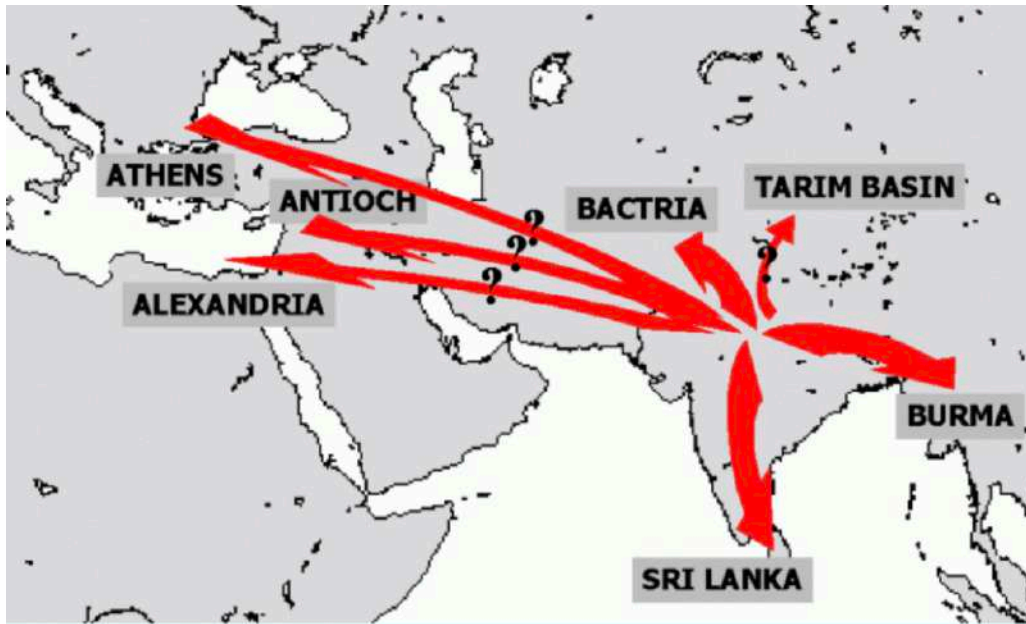 ATHENS
ANTIOCH
BACTRIA
TARIM BASIN
?
?
?
?
ALEXANDRIA
BURMA
SRI LANKA